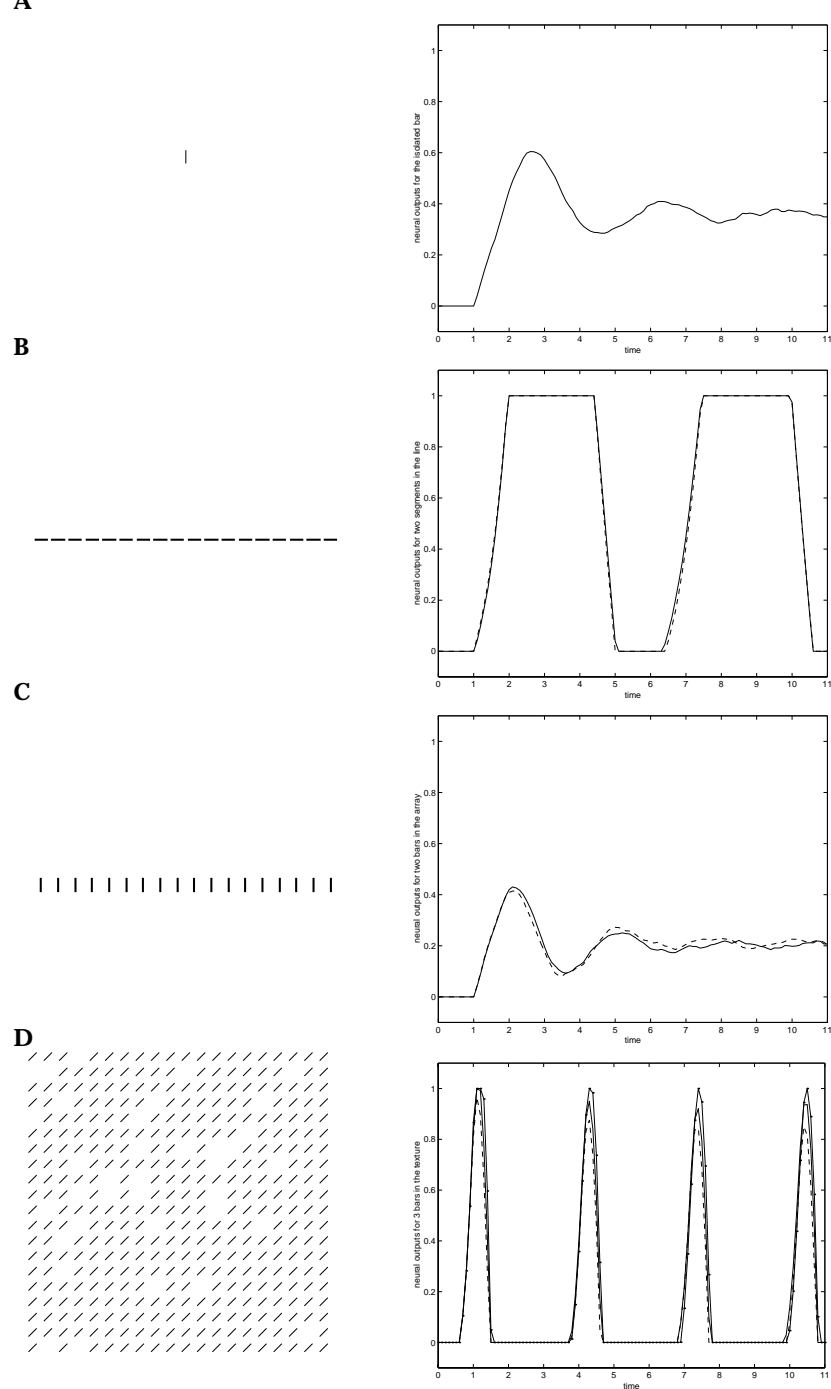 A
neural outputs for the isolated bar
1
0.8
0.6
0.4
0.2
0
0 1 2 3 4 5 6 7 8 9 10 11
time
B
neural outputs for two segments in the line
1
0.8
0.6
0.4
0.2
0
0 1 2 3 4 5 6 7 8 9 10 11
time
C
neural outputs for two bars in the array
1
0.8
0.6
0.4
0.2
0
0 1 2 3 4 5 6 7 8 9 10 11
time
D
neural outputs for 3 bars in the texture
1
0.8
0.6
0.4
0.2
0
0 1 2 3 4 5 6 7 8 9 10 11
time